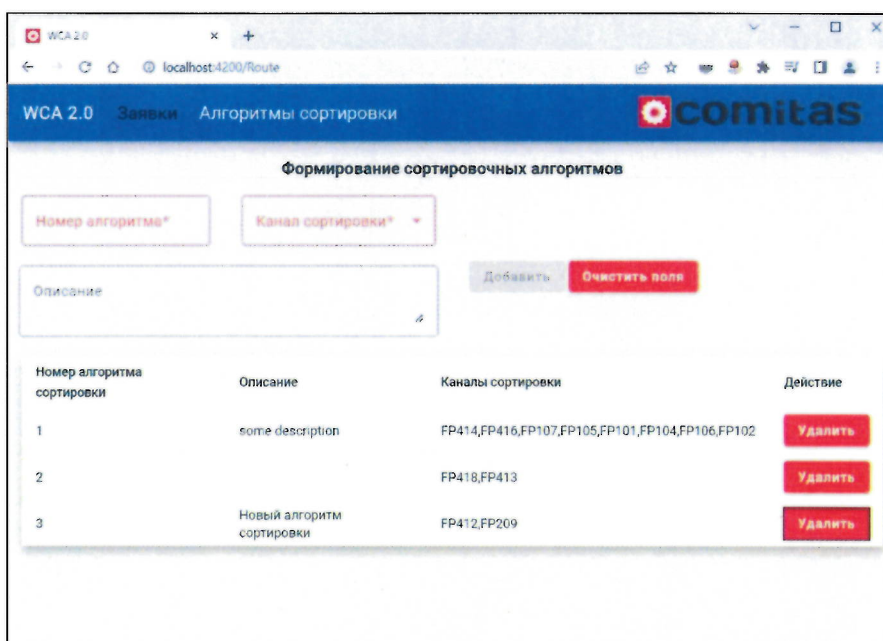 WCA 2.0
localhost:4200/Route
WCA 2.0 Заявки Алгоритмы сортировки comitas
Формирование сортировочных алгоритмов
Номер алгоритма* Канал сортировки*
Описание
Добавить Очистить поля
Номер алгоритма сортировки Описание Каналы сортировки Действие
1 some description FP414,FP416,FP107,FP105,FP101,FP104,FP106,FP102 Удалить
2 FP418,FP413 Удалить
3 Новый алгоритм сортировки FP412,FP209 Удалить